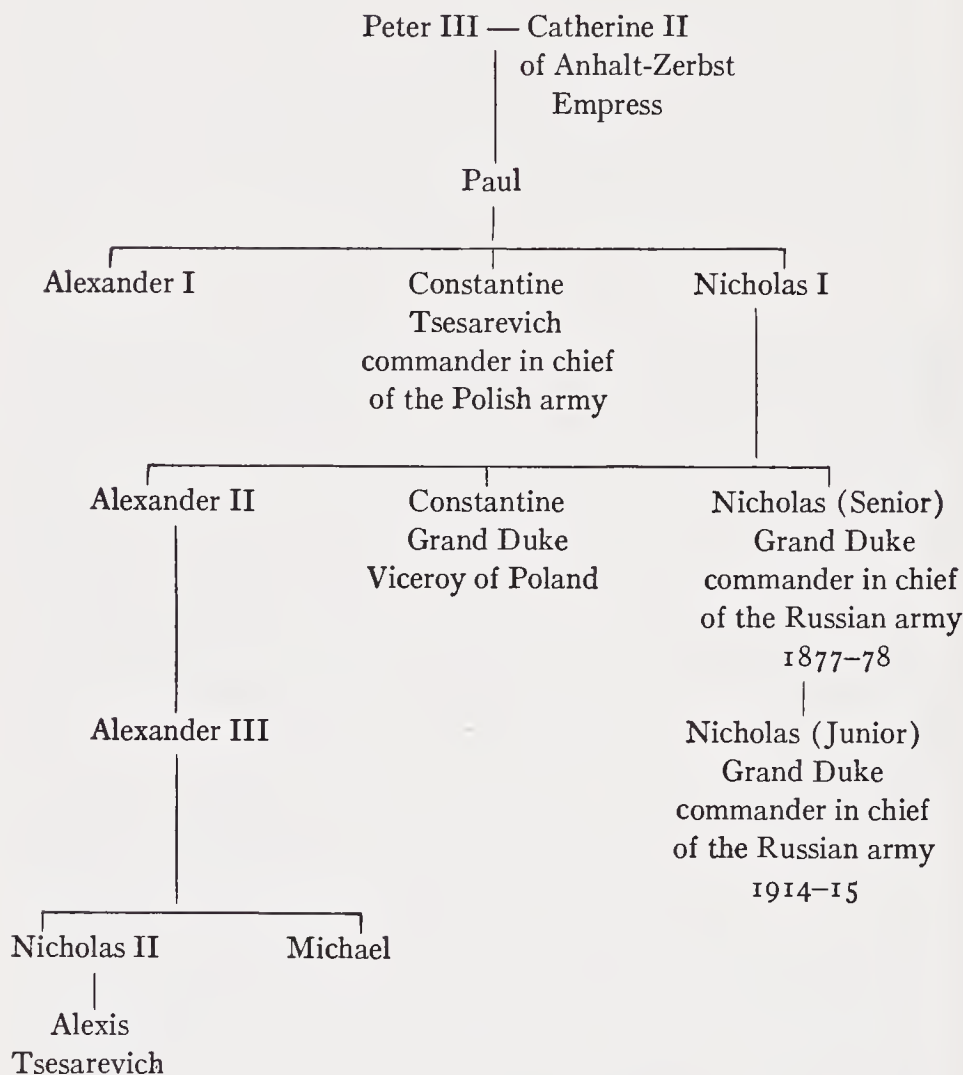 Peter III — Catherine II
of Anhalt-Zerbst
Empress
Paul
Alexander I
Constantine
Tsesarevich
commander in chief
of the Polish army
Nicholas I
Alexander II
Constantine
Grand Duke
Viceroy of Poland
Nicholas (Senior)
Grand Duke
commander in chief
of the Russian army
1877–78
Alexander III
Nicholas (Junior)
Grand Duke
commander in chief
of the Russian army
1914–15
Nicholas II
Michael
Alexis
Tsesarevich